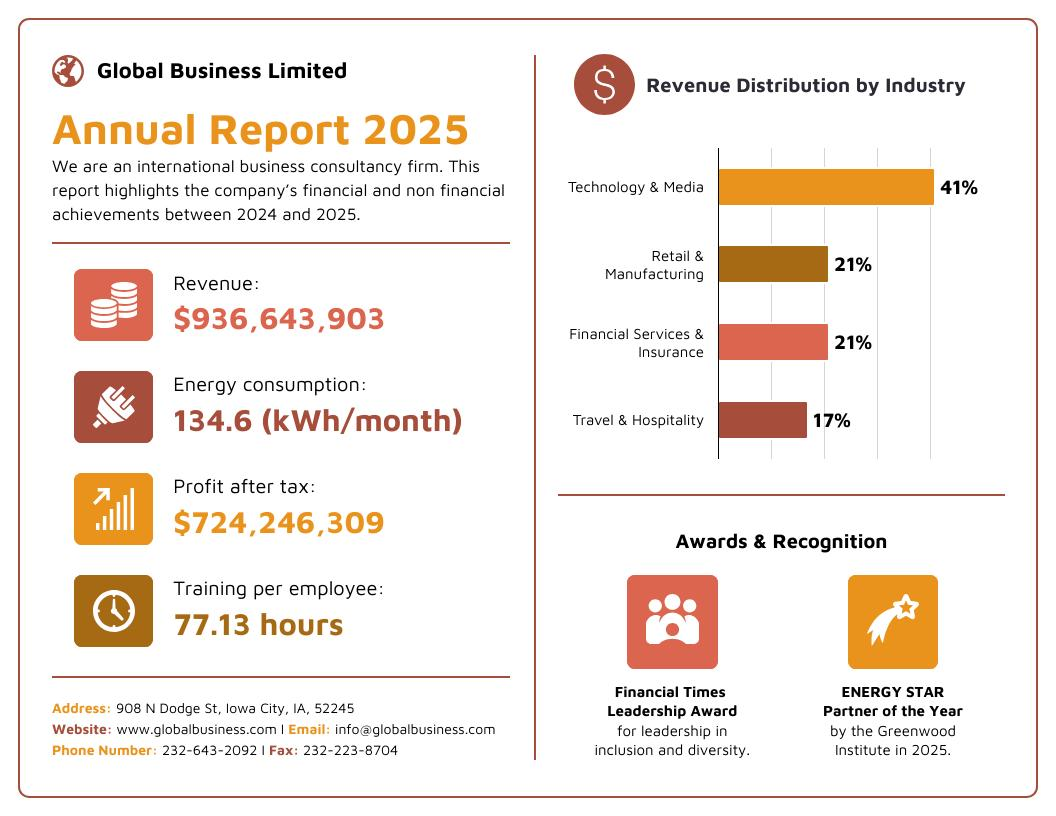 Global Business Limited
Annual Report 2025
We are an international business consultancy firm. This
report highlights the company’s financial and non financial
achievements between 2024 and 2025.
Revenue:
$936,643,903
Energy consumption:
134.6 (kWh/month)
Profit after tax:
$724,246,309
Training per employee:
77.13 hours
Address: 908 N Dodge St, Iowa City, IA, 52245
Website: www.globalbusiness.com | Email: info@globalbusiness.com
Phone Number: 232-643-2092 | Fax: 232-223-8704
$
Revenue Distribution by Industry
Technology & Media
41%
Retail &
Manufacturing
21%
Financial Services &
Insurance
21%
Travel & Hospitality
17%
Awards & Recognition
Financial Times
Leadership Award
for leadership in
inclusion and diversity.
ENERGY STAR
Partner of the Year
by the Greenwood
Institute in 2025.